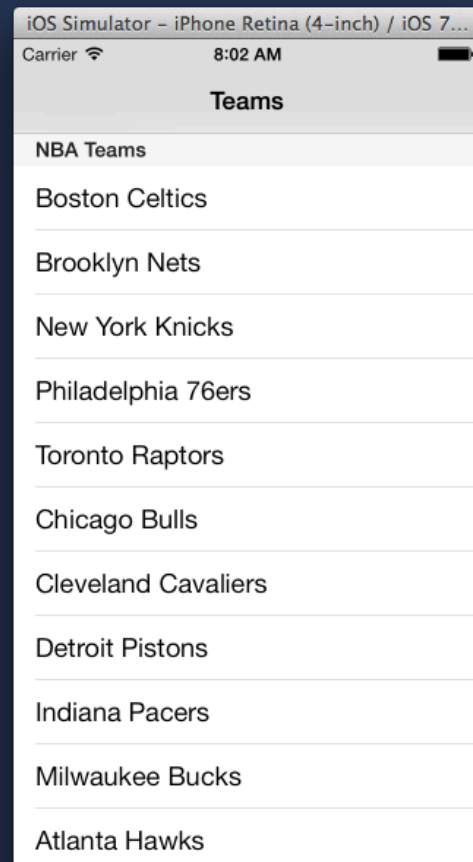 iOS Simulator – iPhone Retina (4-inch) / iOS 7...
Carrier 8:02 AM
Teams
NBA Teams
Boston Celtics
Brooklyn Nets
New York Knicks
Philadelphia 76ers
Toronto Raptors
Chicago Bulls
Cleveland Cavaliers
Detroit Pistons
Indiana Pacers
Milwaukee Bucks
Atlanta Hawks